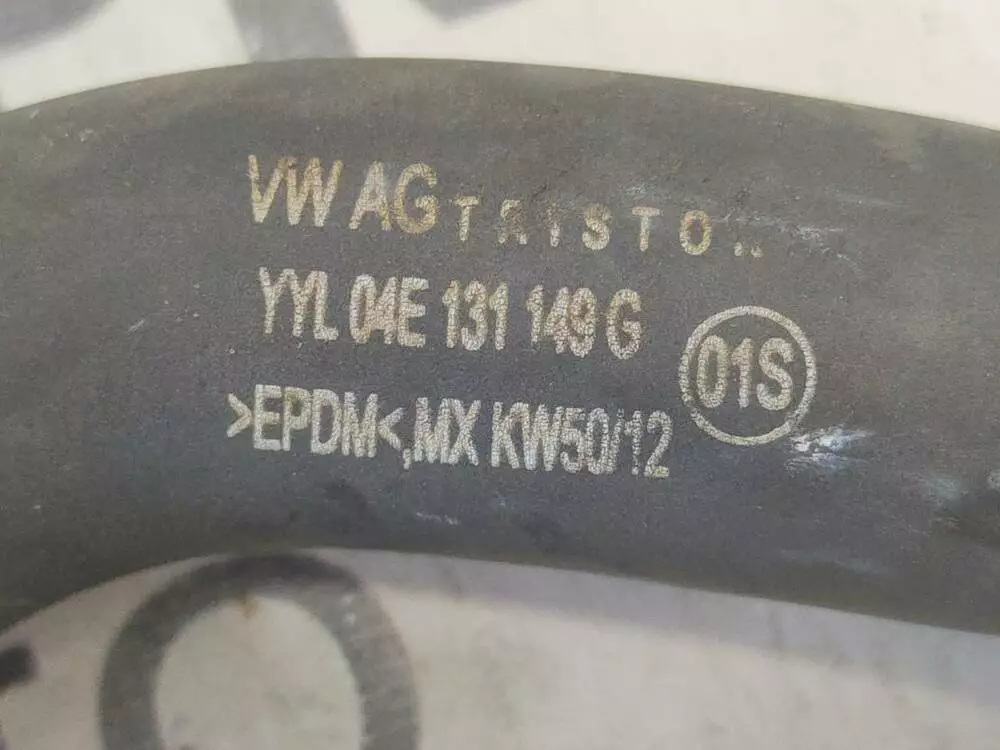 VW AG TRISTO
YYL 04E 131 149 G
01S
>EPDM<,MX KW50/12